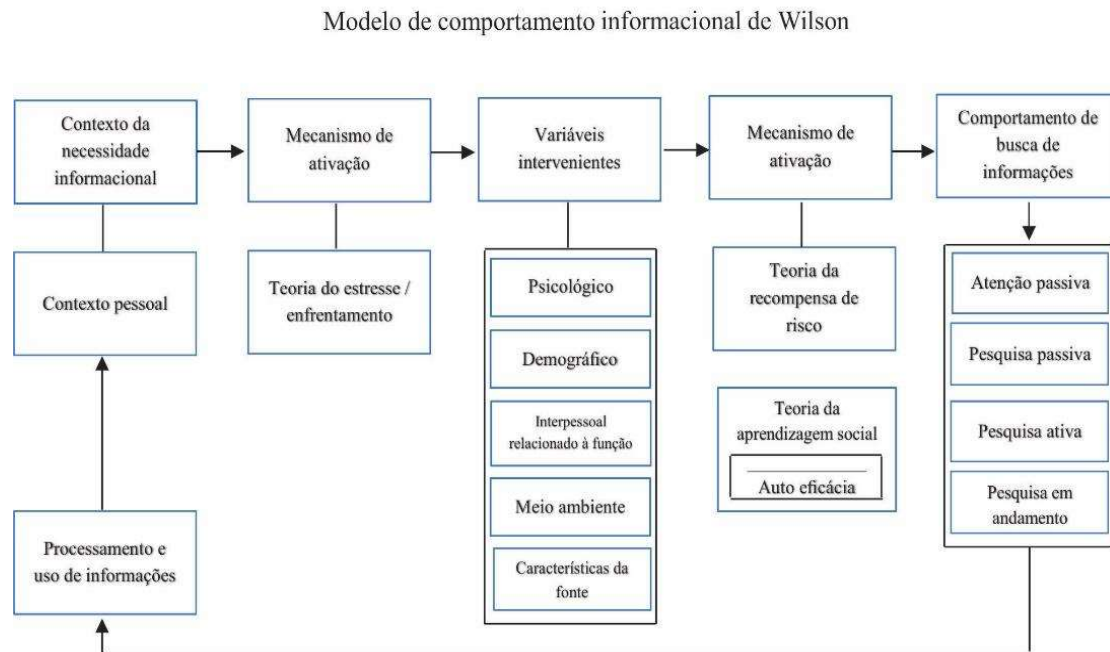 Modelo de comportamento informacional de Wilson
Contexto da
necessidade
informacional
Mecanismo de
ativação
Variáveis
intervenientes
Mecanismo de
ativação
Comportamento de
busca de
informações
Contexto pessoal
Teoria do estresse /
enfrentamento
Psicológico
Demográfico
Interpessoal
relacionado à função
Meio ambiente
Características da
fonte
Teoria da
recompensa de
risco
Teoria da
aprendizagem social
Auto eficácia
Atenção passiva
Pesquisa passiva
Pesquisa ativa
Pesquisa em
andamento
Processamento e
uso de informações